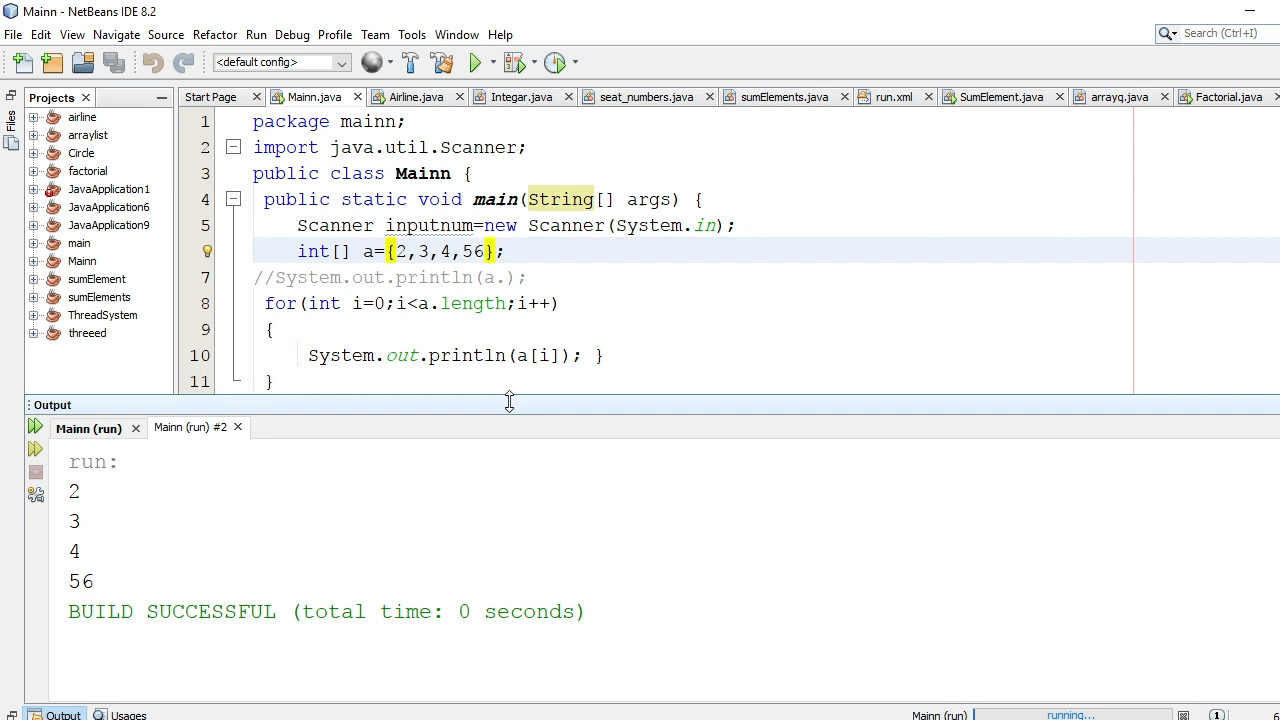 Mainn - NetBeans IDE 8.2
File Edit View Navigate Source Refactor Run Debug Profile Team Tools Window Help
Search (Ctrl+I)
<default config>
Files
Projects
airline
arraylist
Circle
factorial
JavaApplication1
JavaApplication6
JavaApplication9
main
Mainn
sumElement
sumElements
ThreadSystem
threeed
Start Page Mainn.java Airline.java Integar.java seat_numbers.java sumElements.java run.xml SumElement.java arrayq.java Factorial.java
1 package mainn;
2 import java.util.Scanner;
3 public class Mainn {
4 public static void main(String[] args) {
5 Scanner inputnum=new Scanner(System.in);
int[] a={2,3,4,56};
7 //System.out.println(a.);
8 for(int i=0;i<a.length;i++)
9 {
10 System.out.println(a[i]); }
11 }
Output
Mainn (run) Mainn (run) #2
run:
2
3
4
56
BUILD SUCCESSFUL (total time: 0 seconds)
Output Usages Mainn (run) running... 1